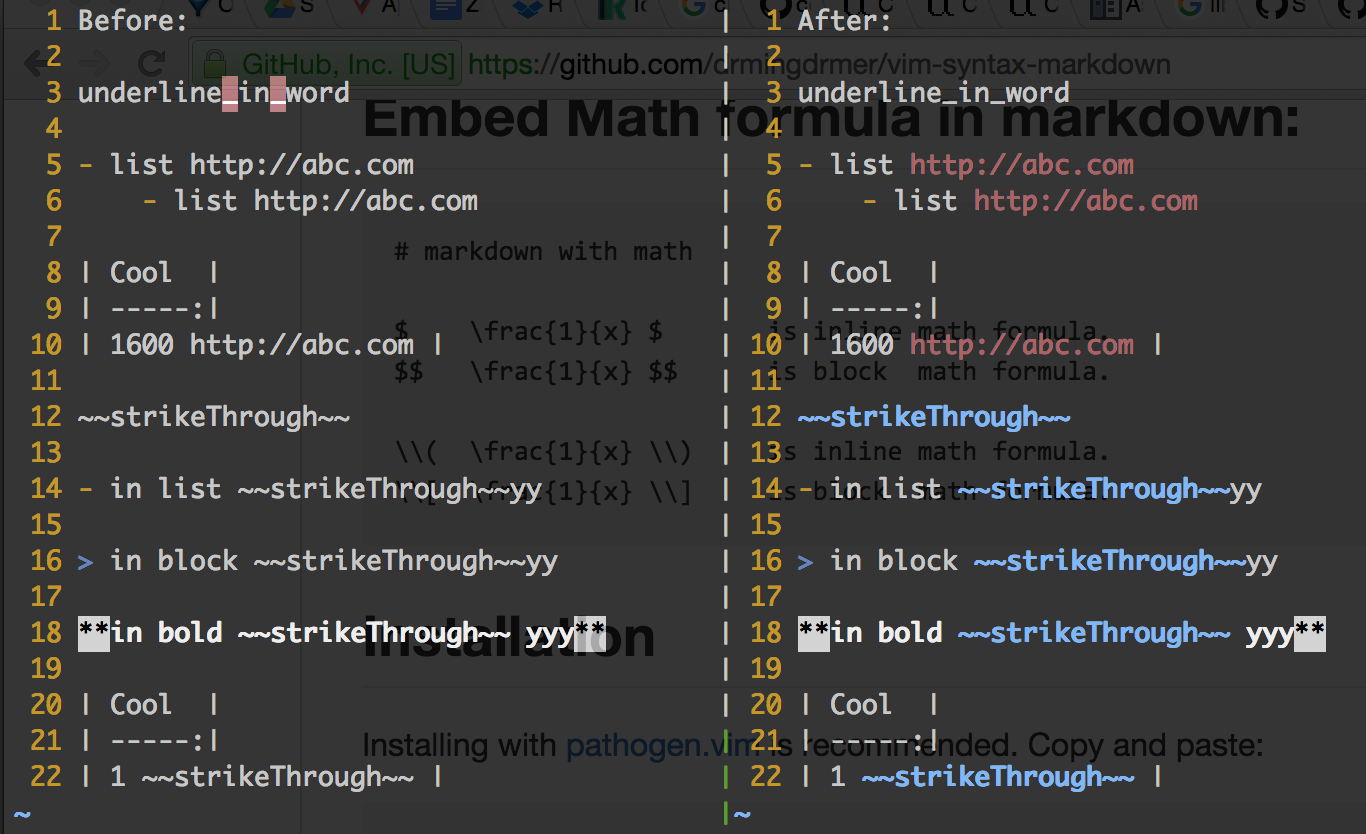 1 Before:
2
3 underline_in_word
4
5 - list http://abc.com
6     - list http://abc.com
7
8 | Cool  |
9 | -----:|
10 | 1600 http://abc.com |
11
12 ~~strikeThrough~~
13
14 - in list ~~strikeThrough~~yy
15
16 > in block ~~strikeThrough~~yy
17
18 **in bold ~~strikeThrough~~ yyy**
19
20 | Cool  |
21 | -----:|
22 | 1 ~~strikeThrough~~ |
~
1 After:
2
3 underline_in_word
4
5 - list http://abc.com
6     - list http://abc.com
7
8 | Cool  |
9 | -----:|
10 | 1600 http://abc.com |
11
12 ~~strikeThrough~~
13
14 - in list ~~strikeThrough~~yy
15
16 > in block ~~strikeThrough~~yy
17
18 **in bold ~~strikeThrough~~ yyy**
19
20 | Cool  |
21 | -----:|
22 | 1 ~~strikeThrough~~ |
~
GitHub, Inc. [US] https://github.com/drmingdrmer/vim-syntax-markdown
Embed Math formula in markdown:
# markdown with math
$    \frac{1}{x} $       is inline math formula.
$$   \frac{1}{x} $$      is block  math formula.
\\(  \frac{1}{x} \\)     is inline math formula.
\\[  \frac{1}{x} \\]     is block  math formula.
Installation
Installing with pathogen.vim is recommended. Copy and paste: